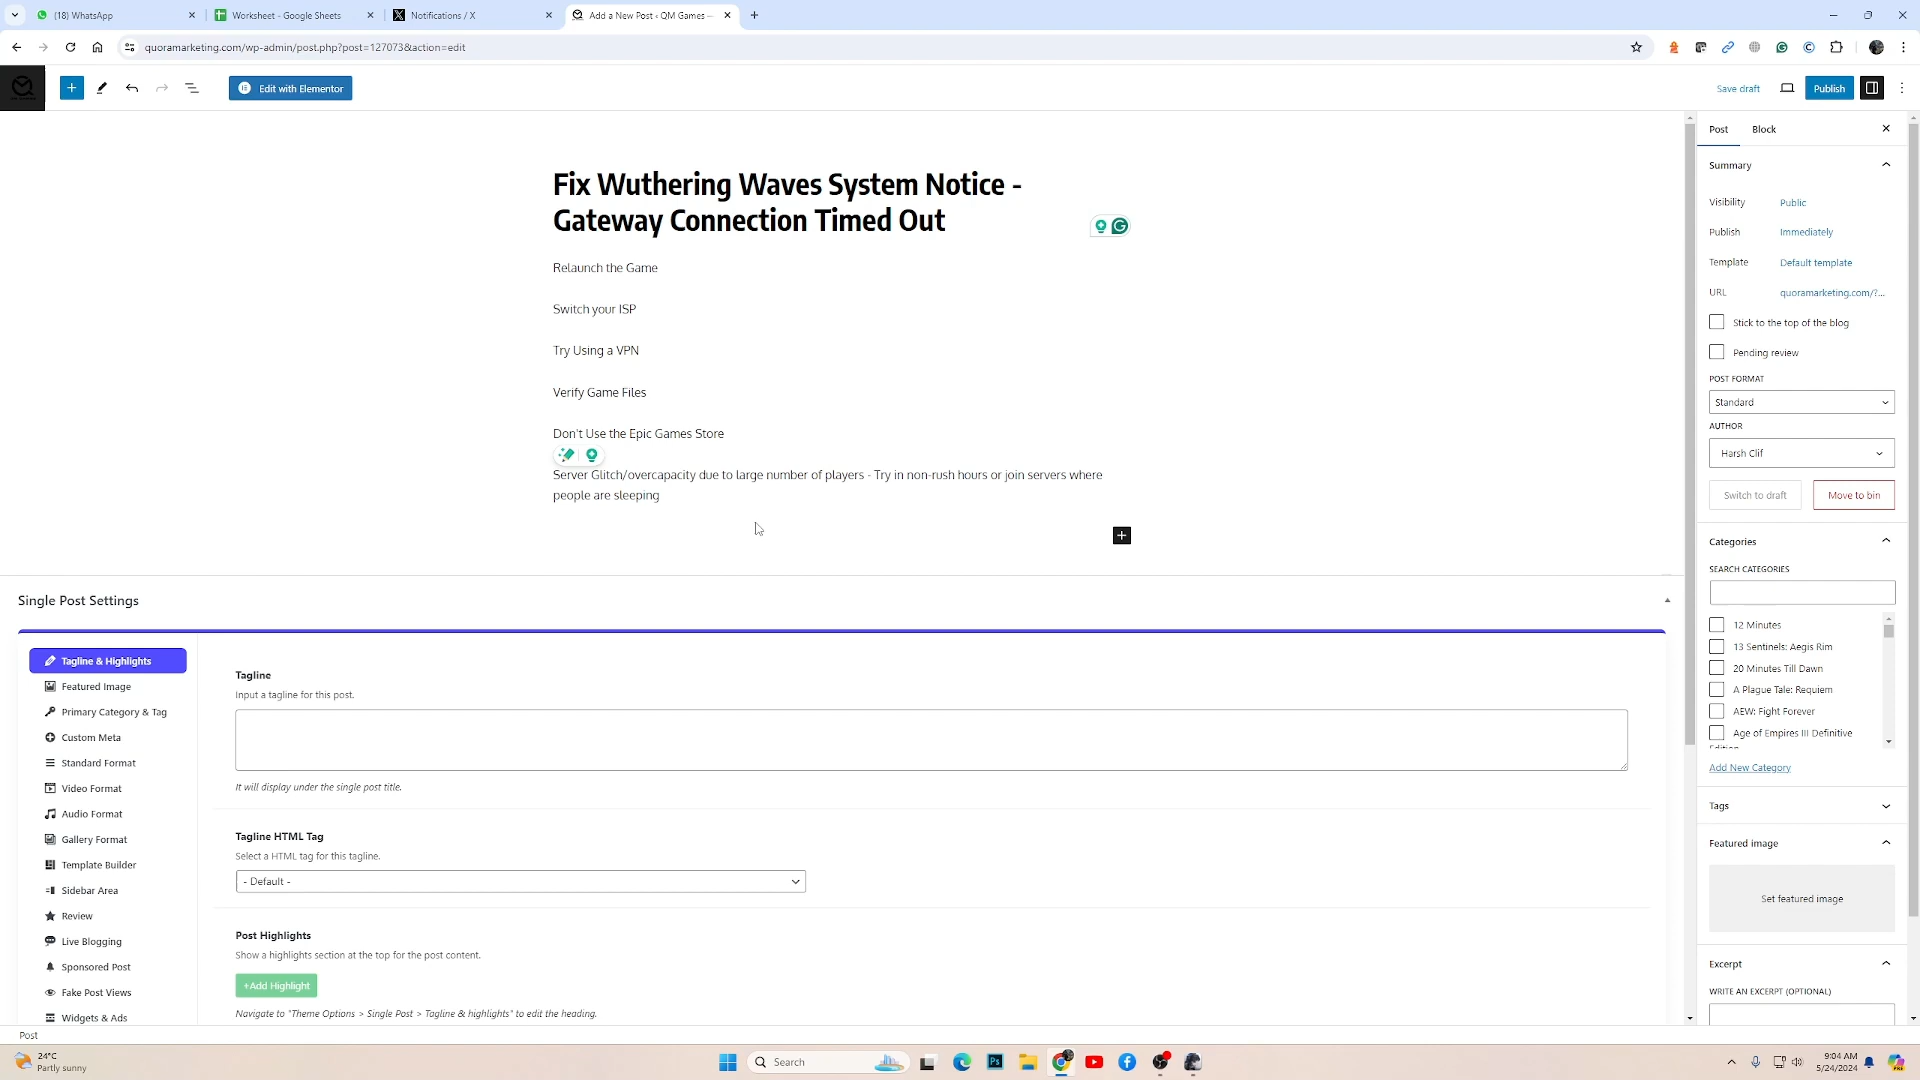 (18) WhatsApp
Worksheet - Google Sheets
Notifications / X
Add a New Post ‹ QM Games —
quoramarketing.com/wp-admin/post.php?post=127073&action=edit
Edit with Elementor
Save draft
Publish
Fix Wuthering Waves System Notice -
Gateway Connection Timed Out
Relaunch the Game
Switch your ISP
Try Using a VPN
Verify Game Files
Don't Use the Epic Games Store
Server Glitch/overcapacity due to large number of players - Try in non-rush hours or join servers where
people are sleeping
Post
Block
Summary
Visibility
Public
Publish
Immediately
Template
Default template
URL
quoramarketing.com/?...
Stick to the top of the blog
Pending review
POST FORMAT
Standard
AUTHOR
Harsh Clif
Switch to draft
Move to bin
Categories
SEARCH CATEGORIES
12 Minutes
13 Sentinels: Aegis Rim
20 Minutes Till Dawn
A Plague Tale: Requiem
AEW: Fight Forever
Age of Empires III Definitive
Edition
Add New Category
Tags
Featured image
Set featured image
Excerpt
WRITE AN EXCERPT (OPTIONAL)
Single Post Settings
Tagline & Highlights
Featured Image
Primary Category & Tag
Custom Meta
Standard Format
Video Format
Audio Format
Gallery Format
Template Builder
Sidebar Area
Review
Live Blogging
Sponsored Post
Fake Post Views
Widgets & Ads
Tagline
Input a tagline for this post.
It will display under the single post title.
Tagline HTML Tag
Select a HTML tag for this tagline.
- Default -
Post Highlights
Show a highlights section at the top for the post content.
+Add Highlight
Navigate to "Theme Options > Single Post > Tagline & highlights" to edit the heading.
Post
24°C
Partly sunny
Search
9:04 AM
5/24/2024